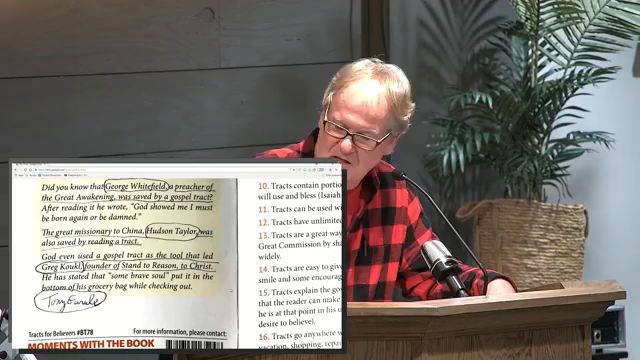 Did you know that George Whitefield, a preacher of
the Great Awakening, was saved by a gospel tract?
After reading it he wrote, "God showed me I must
be born again or be damned."
The great missionary to China, Hudson Taylor, was
also saved by reading a tract.
God even used a gospel tract as the tool that led
Greg Koukl, founder of Stand to Reason, to Christ.
He has stated that "some brave soul" put it in the
bottom of his grocery bag while checking out.
Tracts for Believers #BT78
For more information, please contact:
MOMENTS WITH THE BOOK
10. Tracts contain portio
will use and bless (Isaiah
11. Tracts can be used wi
12. Tracts have unlimited
13. Tracts are a great way
Great Commission by sha
widely.
14. Tracts are easy to give
smile and some encourage
15. Tracts explain the gos
that the reader can make
he is at that point in his u
desire to believe).
16. Tracts go anywhere w
vacation, shopping, repai